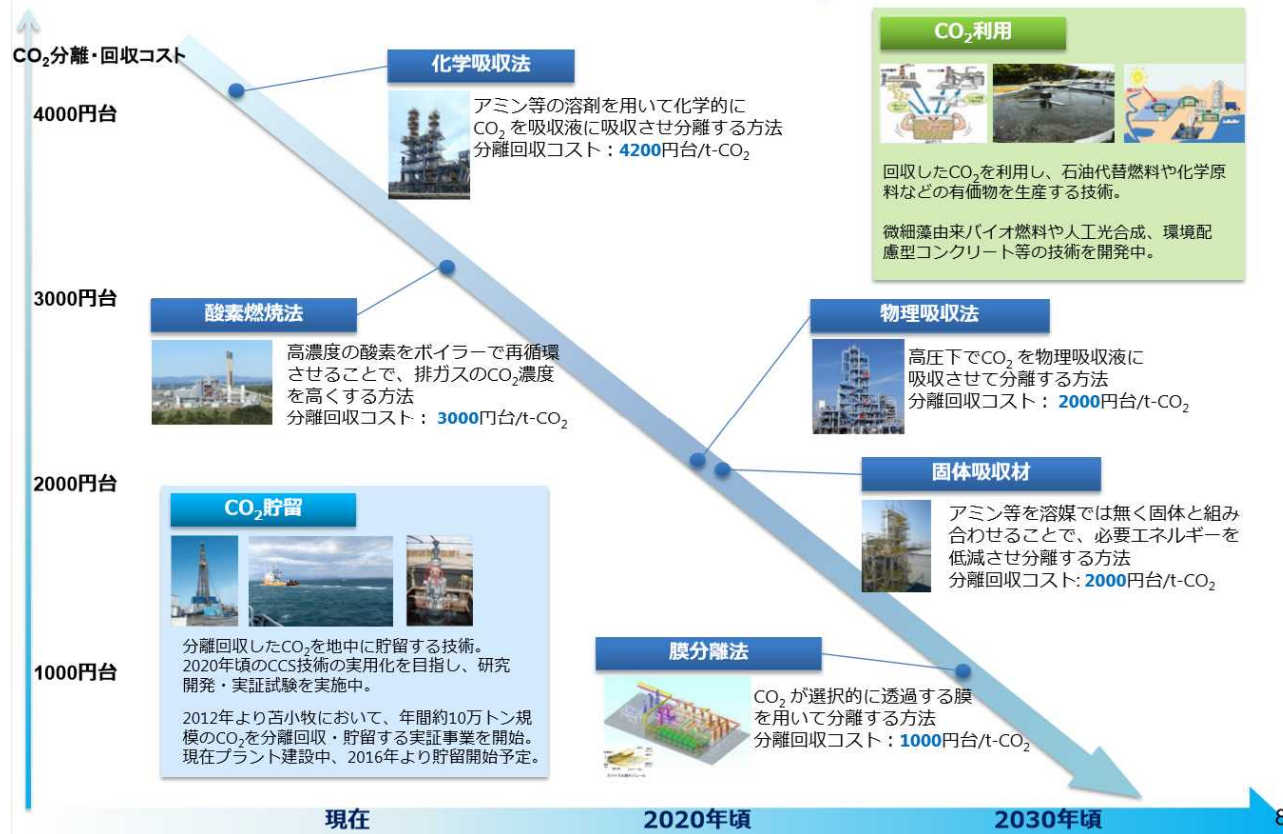 CO₂分離・回収コスト
4000円台
3000円台
2000円台
1000円台
化学吸収法
アミン等の溶剤を用いて化学的に
CO₂を吸収液に吸収させ分離する方法
分離回収コスト：4200円台/t-CO₂
CO₂利用
回収したCO₂を利用し、石油代替燃料や化学原
料などの有価物を生産する技術。
微細藻由来バイオ燃料や人工光合成、環境配
慮型コンクリート等の技術を開発中。
酸素燃焼法
高濃度の酸素をボイラーで再循環
させることで、排ガスのCO₂濃度
を高くする方法
分離回収コスト： 3000円台/t-CO₂
物理吸収法
高圧下でCO₂を物理吸収液に
吸収させて分離する方法
分離回収コスト： 2000円台/t-CO₂
固体吸収材
アミン等を溶媒では無く固体と組み
合わせることで、必要エネルギーを
低減させ分離する方法
分離回収コスト: 2000円台/t-CO₂
CO₂貯留
分離回収したCO₂を地中に貯留する技術。
2020年頃のCCS技術の実用化を目指し、研究
開発・実証試験を実施中。
2012年より苫小牧において、年間約10万トン規
模のCO₂を分離回収・貯留する実証事業を開始。
現在プラント建設中、2016年より貯留開始予定。
膜分離法
CO₂が選択的に透過する膜
を用いて分離する方法
分離回収コスト：1000円台/t-CO₂
現在
2020年頃
2030年頃
8